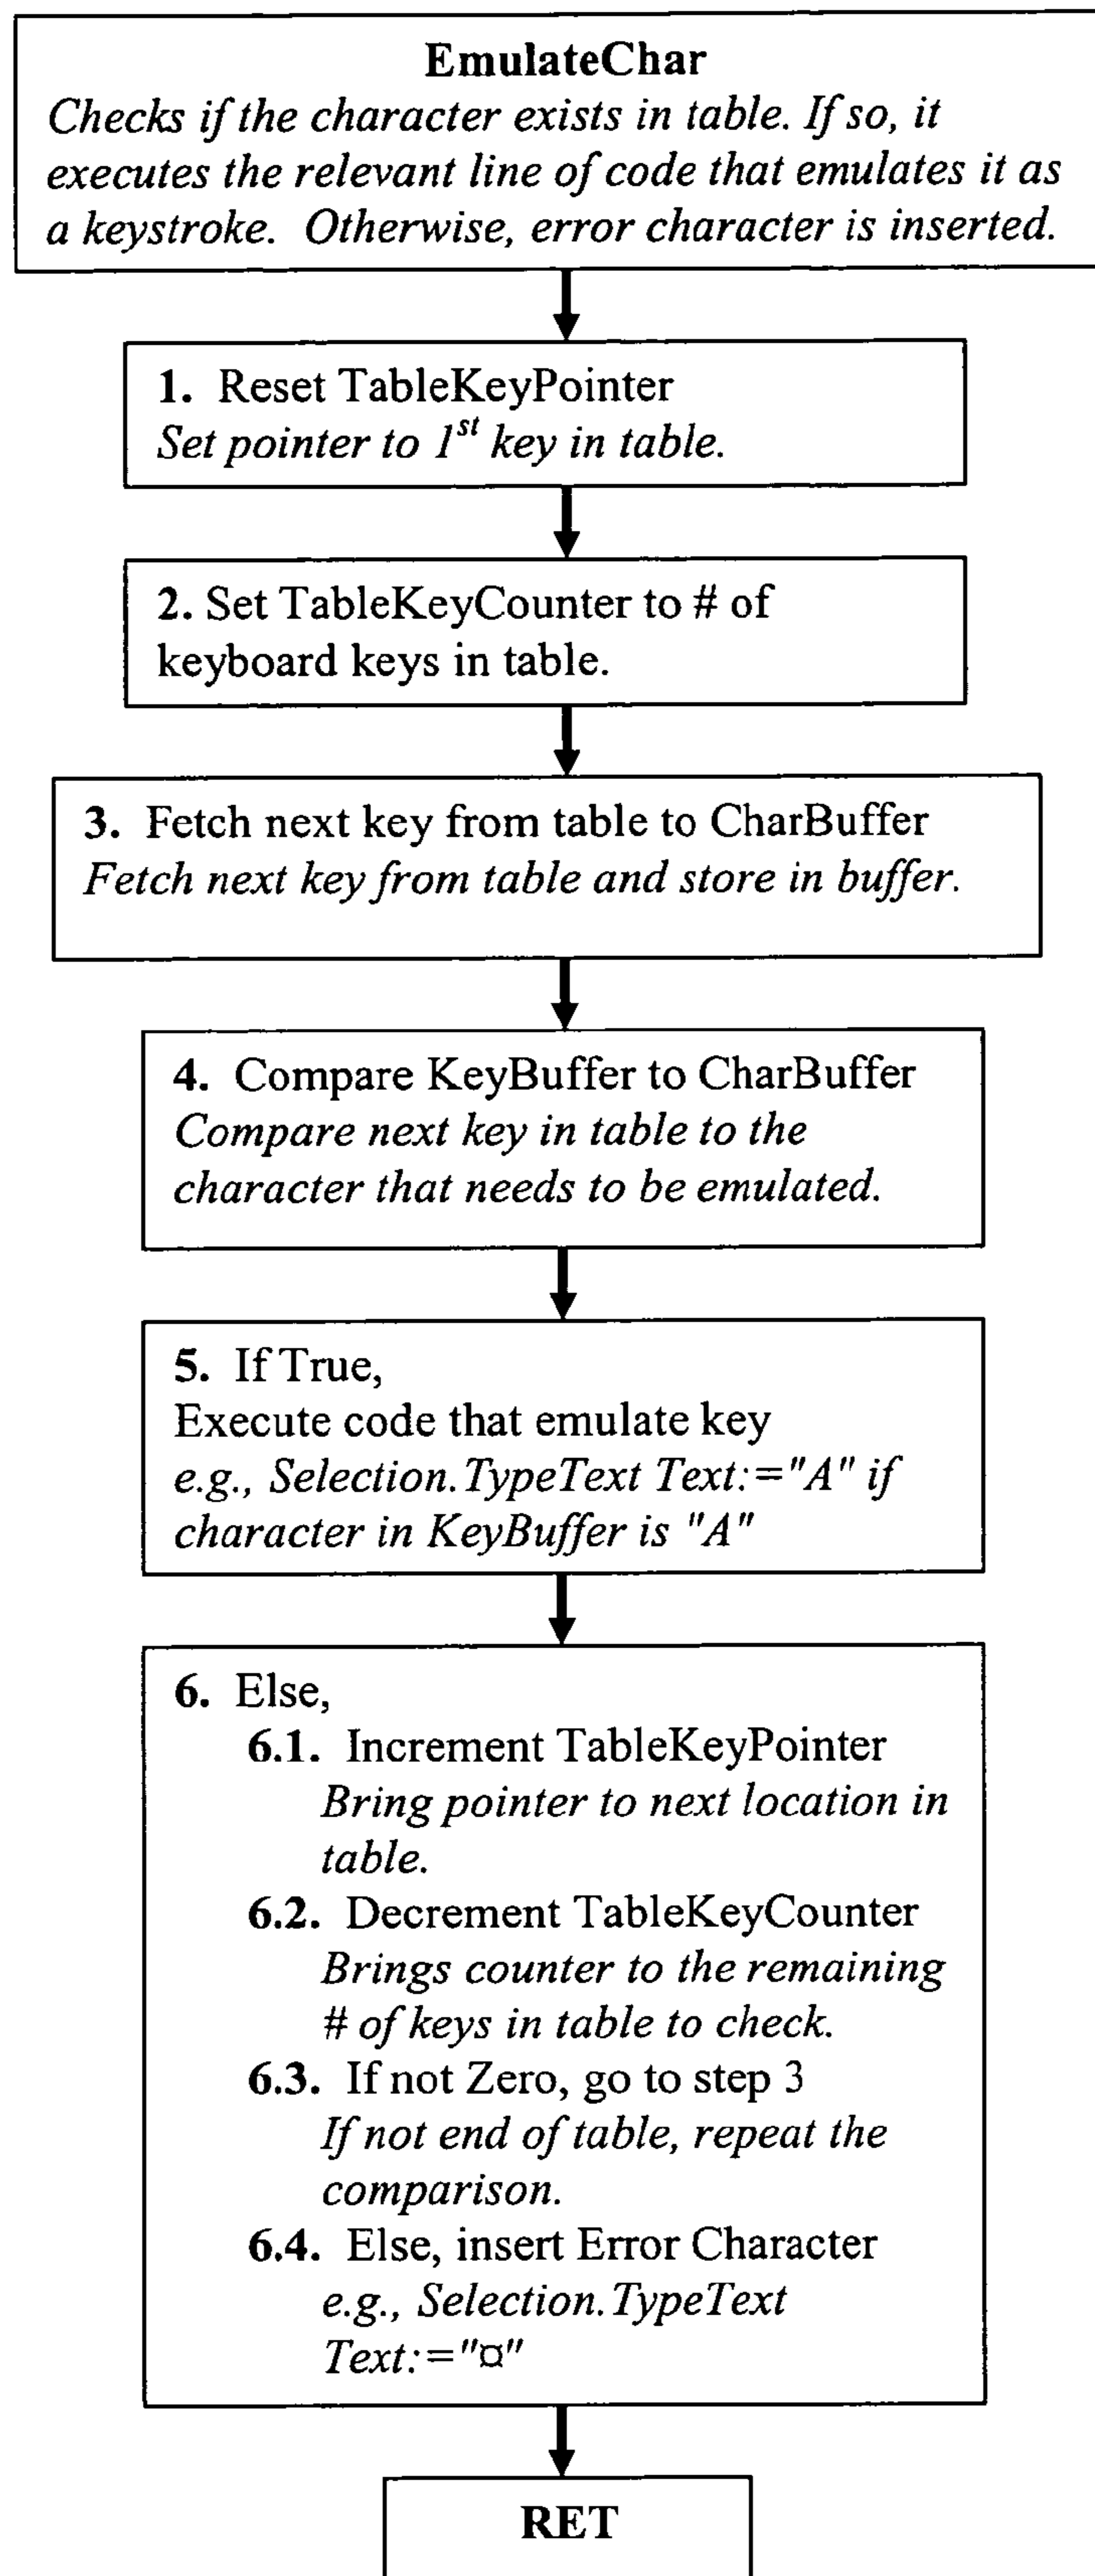 EmulateChar
Checks if the character exists in table. If so, it
executes the relevant line of code that emulates it as
a keystroke. Otherwise, error character is inserted.
1. Reset TableKeyPointer
Set pointer to 1st key in table.
2. Set TableKeyCounter to # of
keyboard keys in table.
3. Fetch next key from table to CharBuffer
Fetch next key from table and store in buffer.
4. Compare KeyBuffer to CharBuffer
Compare next key in table to the
character that needs to be emulated.
5. If True,
Execute code that emulate key
e.g., Selection.TypeText Text:="A" if
character in KeyBuffer is "A"
6. Else,
6.1. Increment TableKeyPointer
Bring pointer to next location in
table.
6.2. Decrement TableKeyCounter
Brings counter to the remaining
# of keys in table to check.
6.3. If not Zero, go to step 3
If not end of table, repeat the
comparison.
6.4. Else, insert Error Character
e.g., Selection.TypeText
Text:="¤"
RET